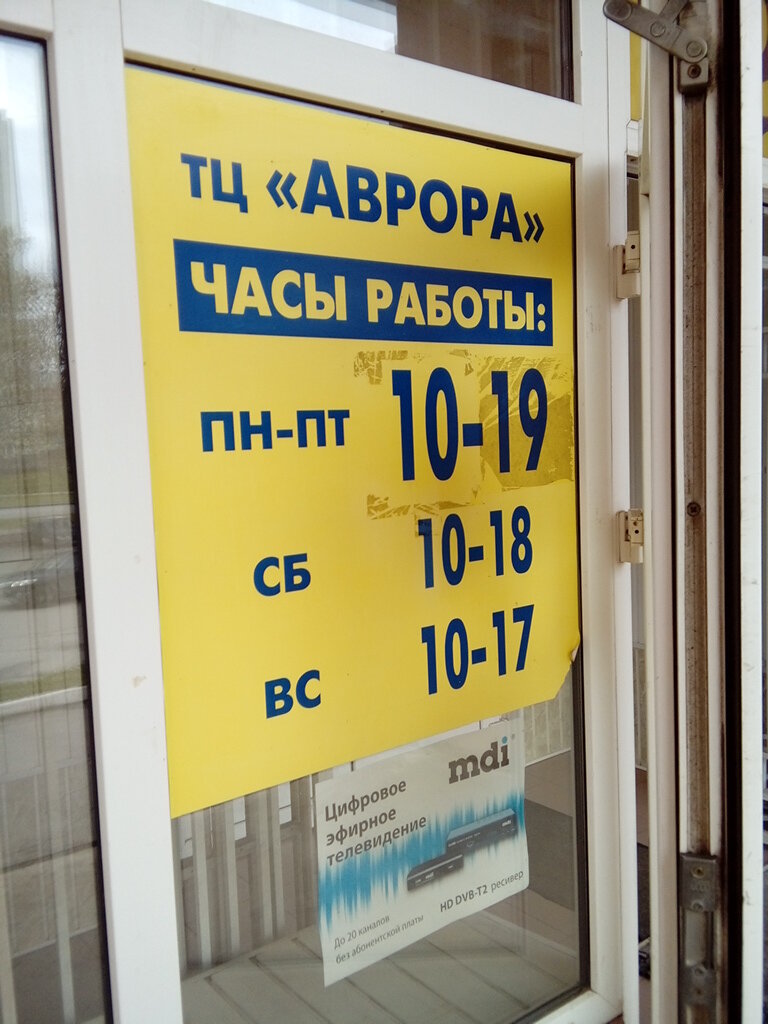 ТЦ «АВРОРА»
ЧАСЫ РАБОТЫ:
ПН-ПТ 10-19
СБ 10-18
ВС 10-17
mdi
Цифровое
эфирное
телевидение
HD DVB-T2 ресивер
До 20 каналов
без абонентской платы